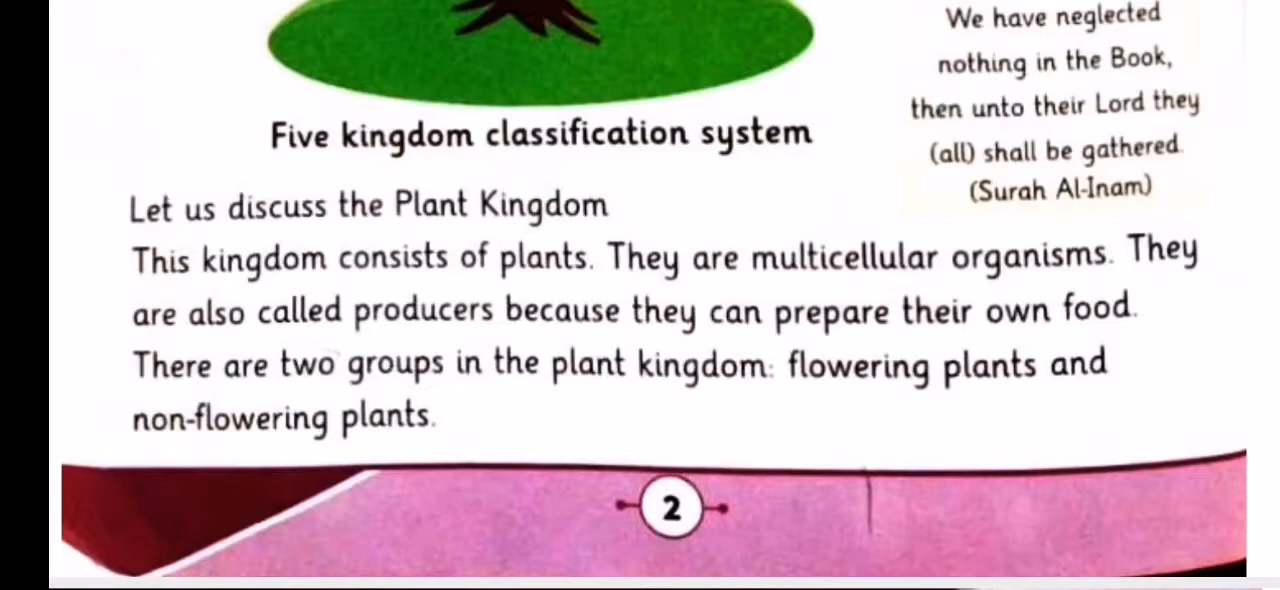 We have neglected
nothing in the Book,
then unto their Lord they
(all) shall be gathered.
(Surah Al-Inam)
Five kingdom classification system
Let us discuss the Plant Kingdom
This kingdom consists of plants. They are multicellular organisms. They
are also called producers because they can prepare their own food.
There are two groups in the plant kingdom: flowering plants and
non-flowering plants.
2